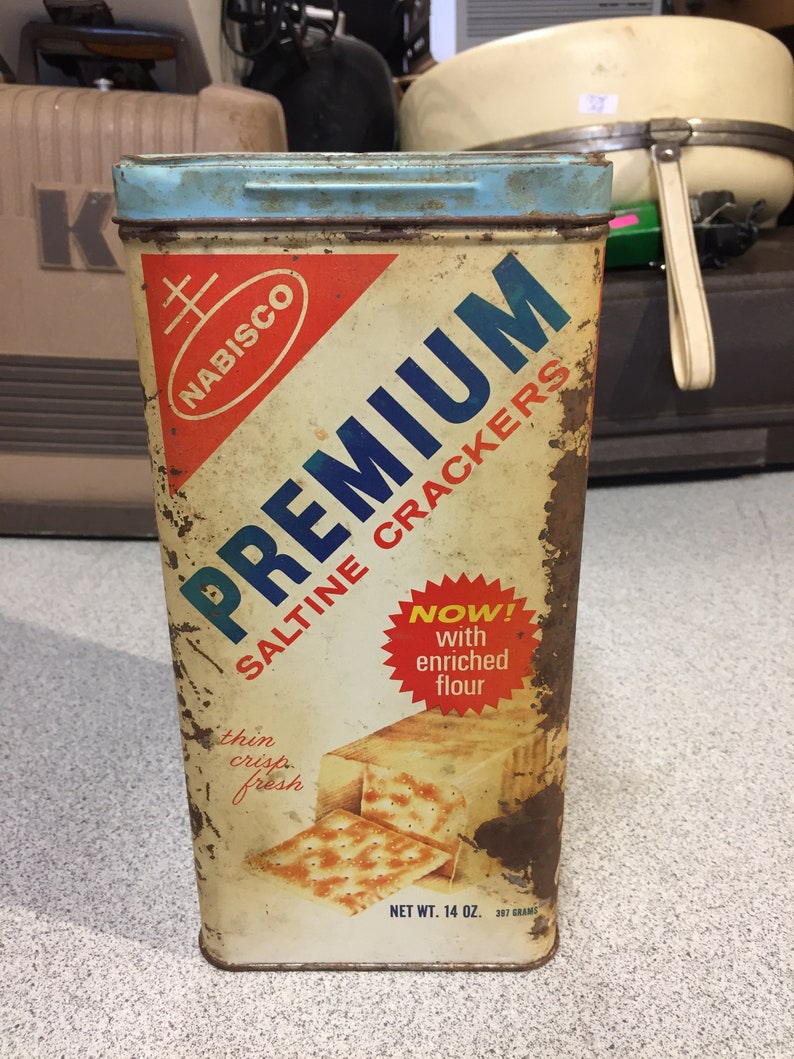 K
NABISCO
PREMIUM
SALTINE CRACKERS
NOW!
with
enriched
flour
thin
crisp
fresh
NET WT. 14 OZ. 397 GRAMS